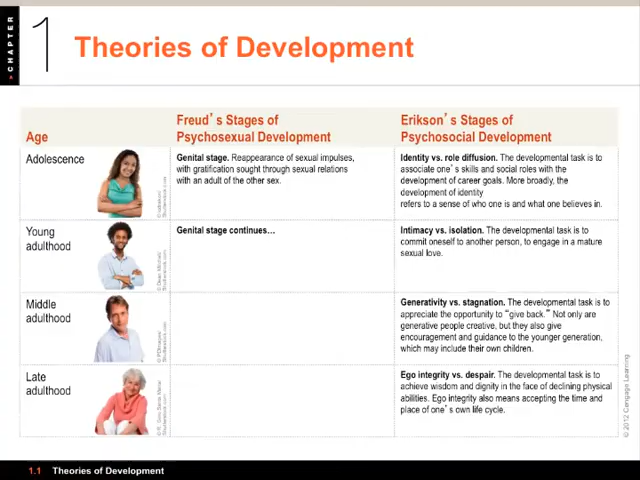 CHAPTER
1
Theories of Development
Age
Freud's Stages of
Psychosexual Development
Erikson's Stages of
Psychosocial Development
Adolescence
Genital stage. Reappearance of sexual impulses,
with gratification sought through sexual relations
with an adult of the other sex.
Identity vs. role diffusion. The developmental task is to
associate one's skills and social roles with the
development of career goals. More broadly, the
development of identity
refers to a sense of who one is and what one believes in.
Young
adulthood
Genital stage continues…
Intimacy vs. isolation. The developmental task is to
commit oneself to another person, to engage in a mature
sexual love.
Middle
adulthood
Generativity vs. stagnation. The developmental task is to
appreciate the opportunity to "give back." Not only are
generative people creative, but they also give
encouragement and guidance to the younger generation,
which may include their own children.
Late
adulthood
Ego integrity vs. despair. The developmental task is to
achieve wisdom and dignity in the face of declining physical
abilities. Ego integrity also means accepting the time and
place of one's own life cycle.
© 2012 Cengage Learning
1.1 Theories of Development